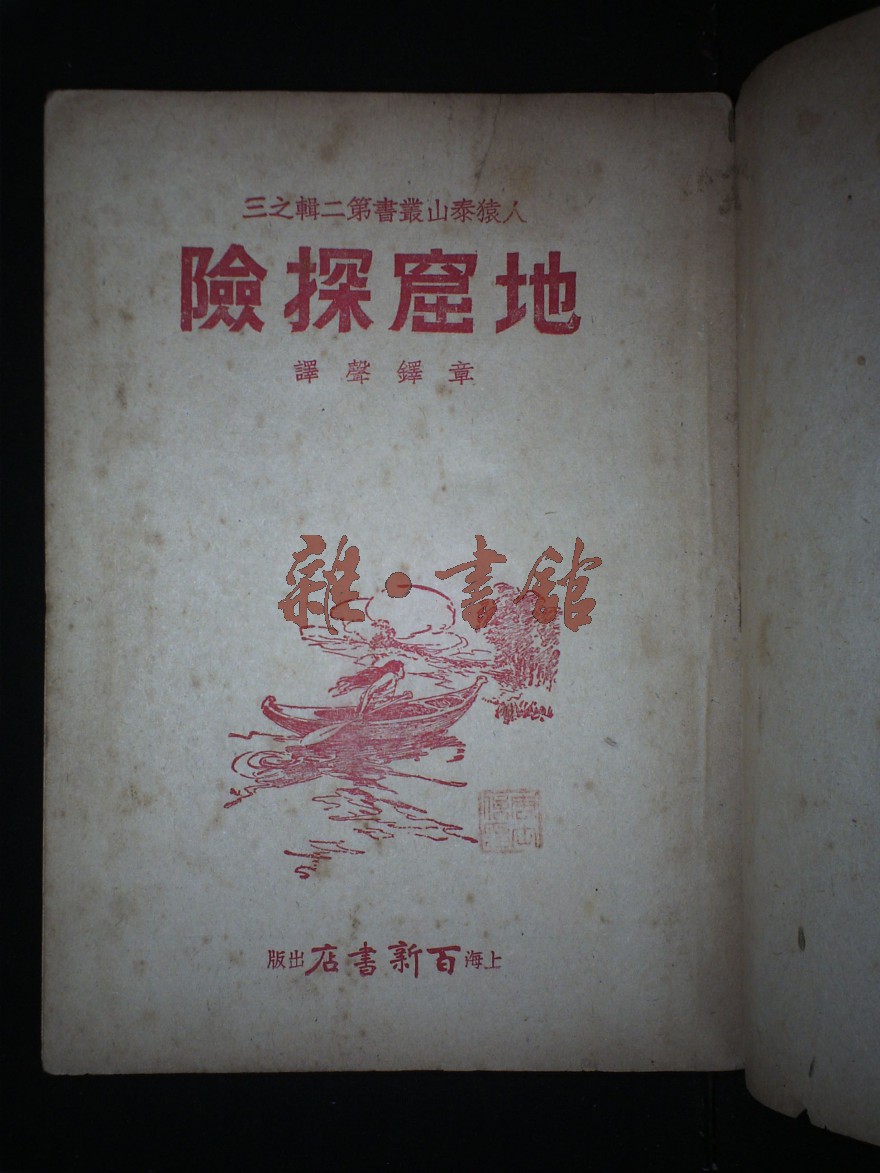 人猿泰山叢書第二輯之三
地窟探險
章鐸聲譯
雜·書館
上海百新書店出版